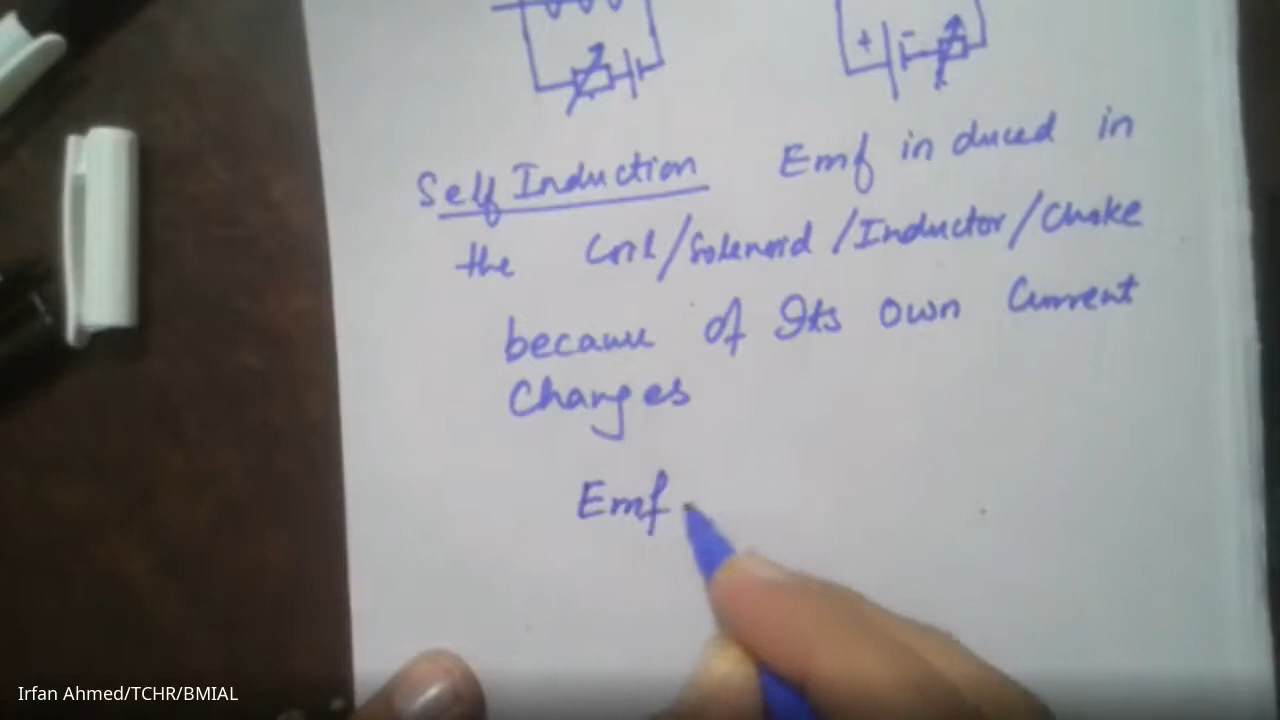 + -
Self Induction Emf induced in
the Coil/Solenoid/Inductor/Choke
because of Its own Current
Changes
Emf
Irfan Ahmed/TCHR/BMIAL